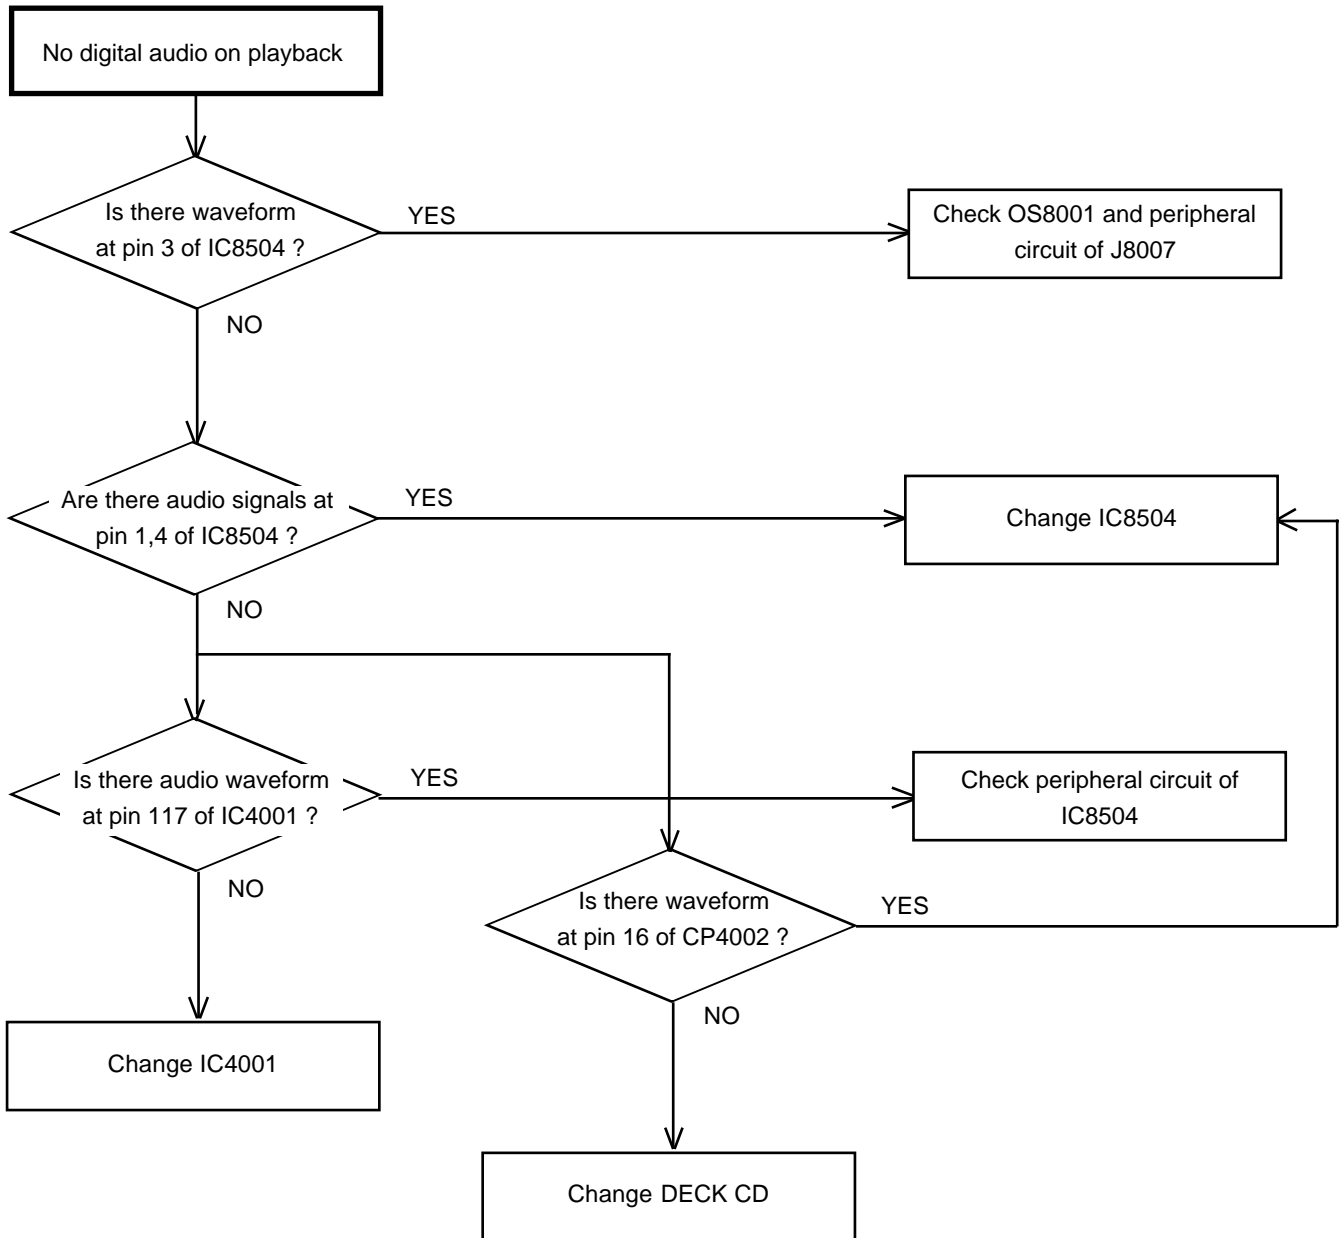 No digital audio on playback
Is there waveform
at pin 3 of IC8504 ?
YES
Check OS8001 and peripheral
circuit of J8007
NO
Are there audio signals at
pin 1,4 of IC8504 ?
YES
Change IC8504
NO
Is there audio waveform
at pin 117 of IC4001 ?
YES
Check peripheral circuit of
IC8504
NO
Is there waveform
at pin 16 of CP4002 ?
YES
NO
Change IC4001
Change DECK CD